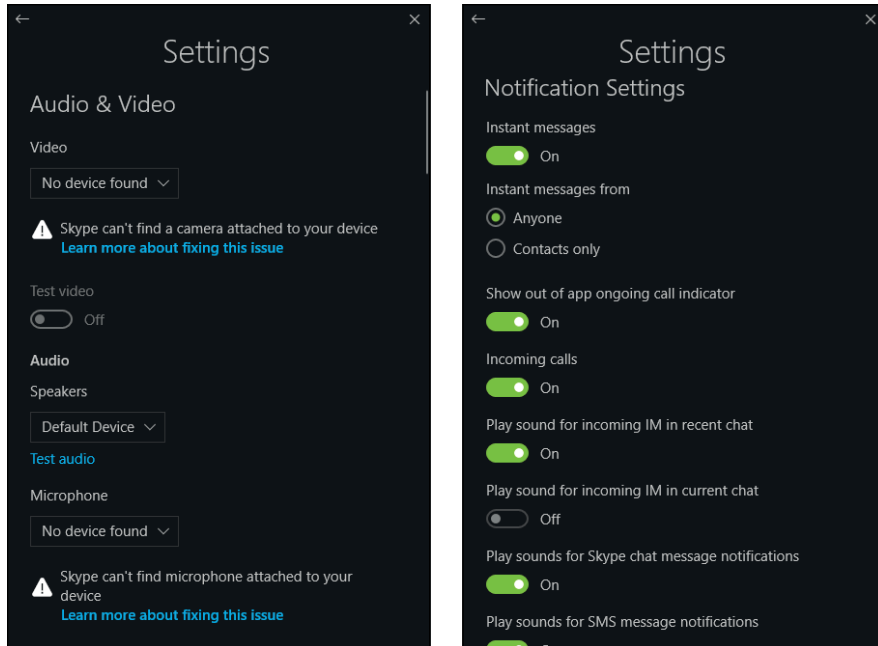 Settings
Audio & Video
Video
No device found
Skype can't find a camera attached to your device
Learn more about fixing this issue
Test video
Off
Audio
Speakers
Default Device
Test audio
Microphone
No device found
Skype can't find microphone attached to your
device
Learn more about fixing this issue
Settings
Notification Settings
Instant messages
On
Instant messages from
Anyone
Contacts only
Show out of app ongoing call indicator
On
Incoming calls
On
Play sound for incoming IM in recent chat
On
Play sound for incoming IM in current chat
Off
Play sounds for Skype chat message notifications
On
Play sounds for SMS message notifications